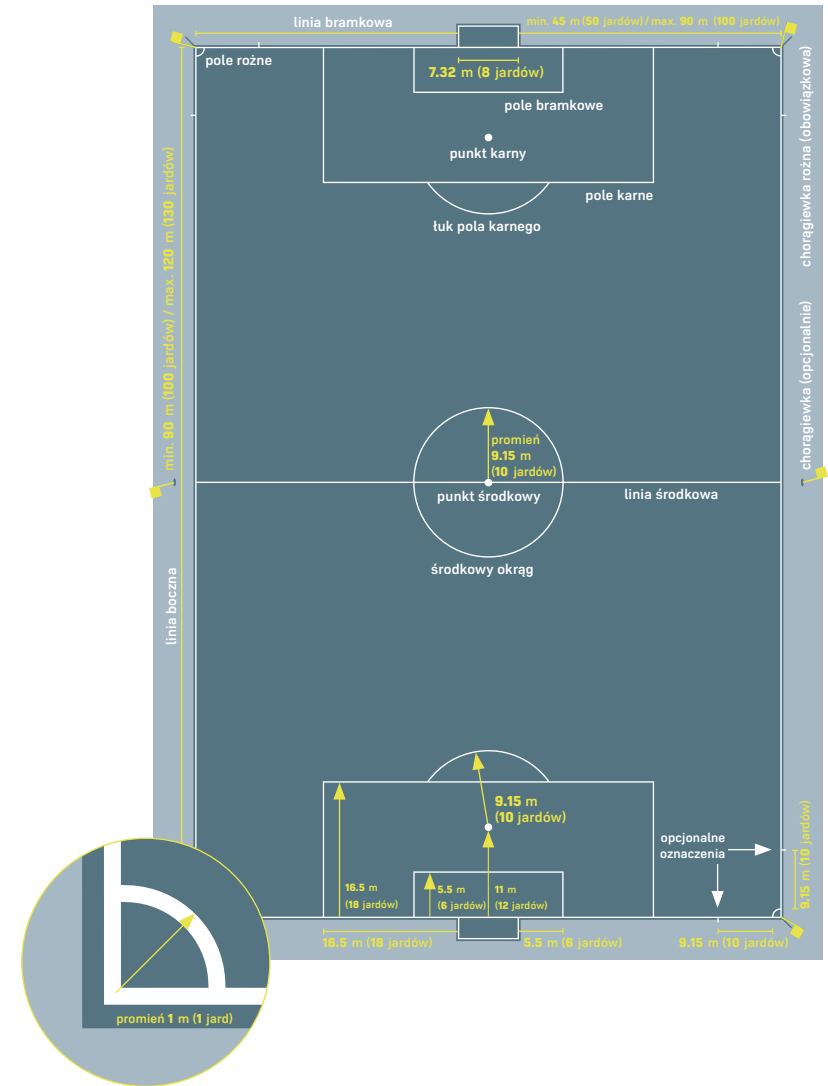 linia bramkowa
min. 45 m (50 jardów) / max. 90 m (100 jardów)
pole rożne
7.32 m (8 jardów)
pole bramkowe
punkt karny
pole karne
łuk pola karnego
chorągiewka rożna (obowiązkowa)
min. 90 m (100 jardów) / max. 120 m (130 jardów)
chorągiewka (opcjonalnie)
promień
9.15 m
(10 jardów)
punkt środkowy
linia środkowa
środkowy okrąg
linia boczna
9.15 m
(10 jardów)
opcjonalne
oznaczenia
9.15 m (10 jardów)
16.5 m
(18 jardów)
5.5 m
(6 jardów)
11 m
(12 jardów)
16.5 m (18 jardów)
5.5 m (6 jardów)
9.15 m (10 jardów)
promień 1 m (1 jard)